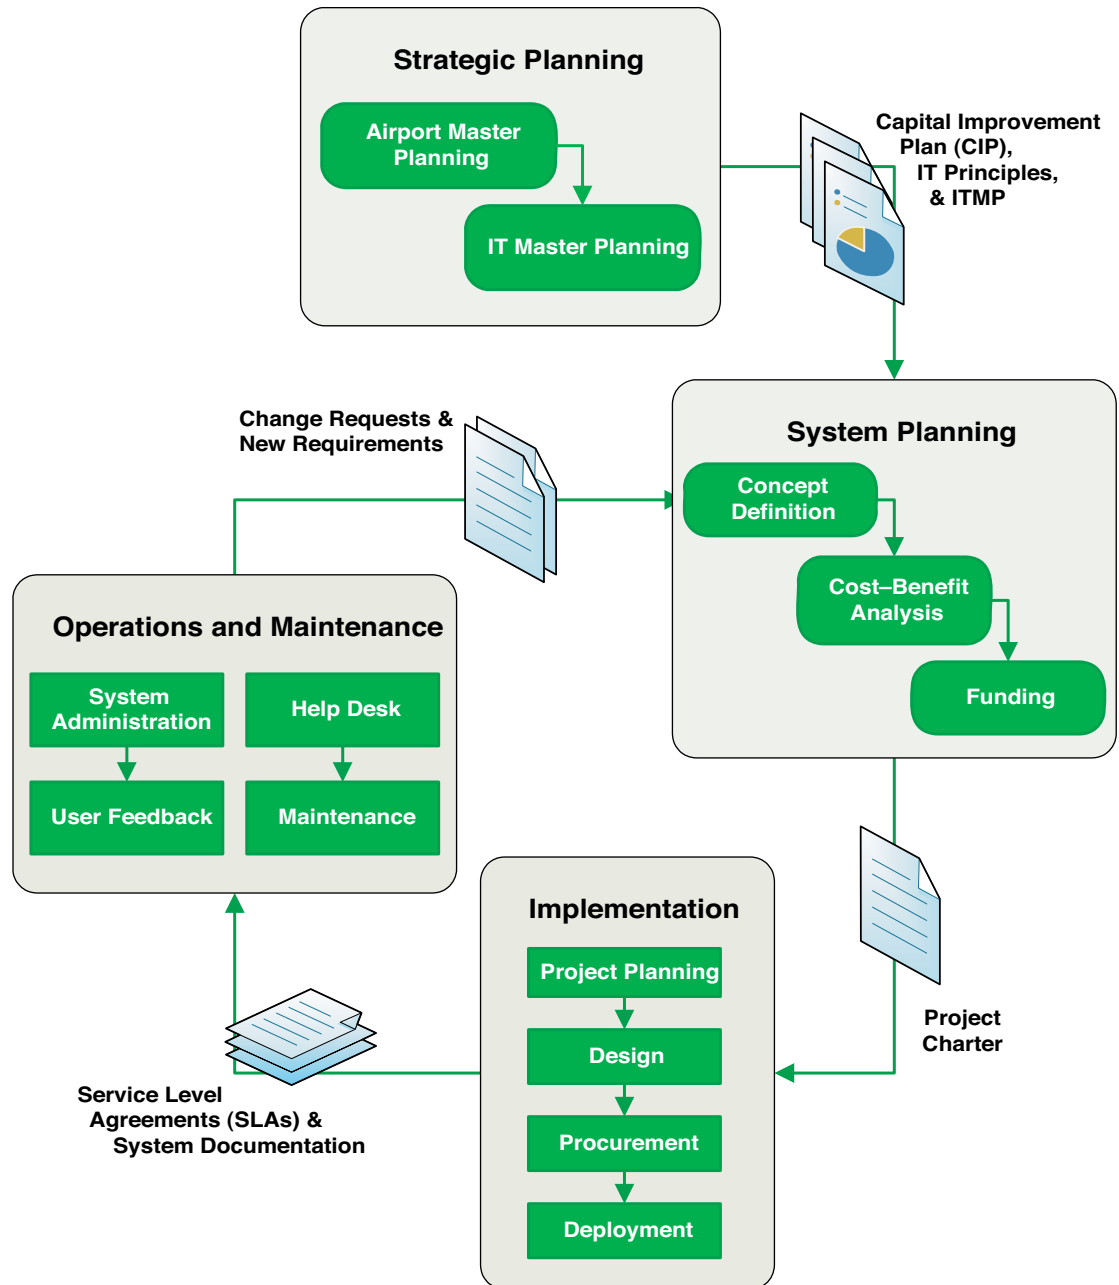 Strategic Planning
Airport Master
Planning
IT Master Planning
Capital Improvement
Plan (CIP),
IT Principles,
& ITMP
Change Requests &
New Requirements
System Planning
Concept
Definition
Cost–Benefit
Analysis
Funding
Operations and Maintenance
System
Administration
Help Desk
User Feedback
Maintenance
Implementation
Project Planning
Design
Procurement
Deployment
Project
Charter
Service Level
Agreements (SLAs) &
System Documentation